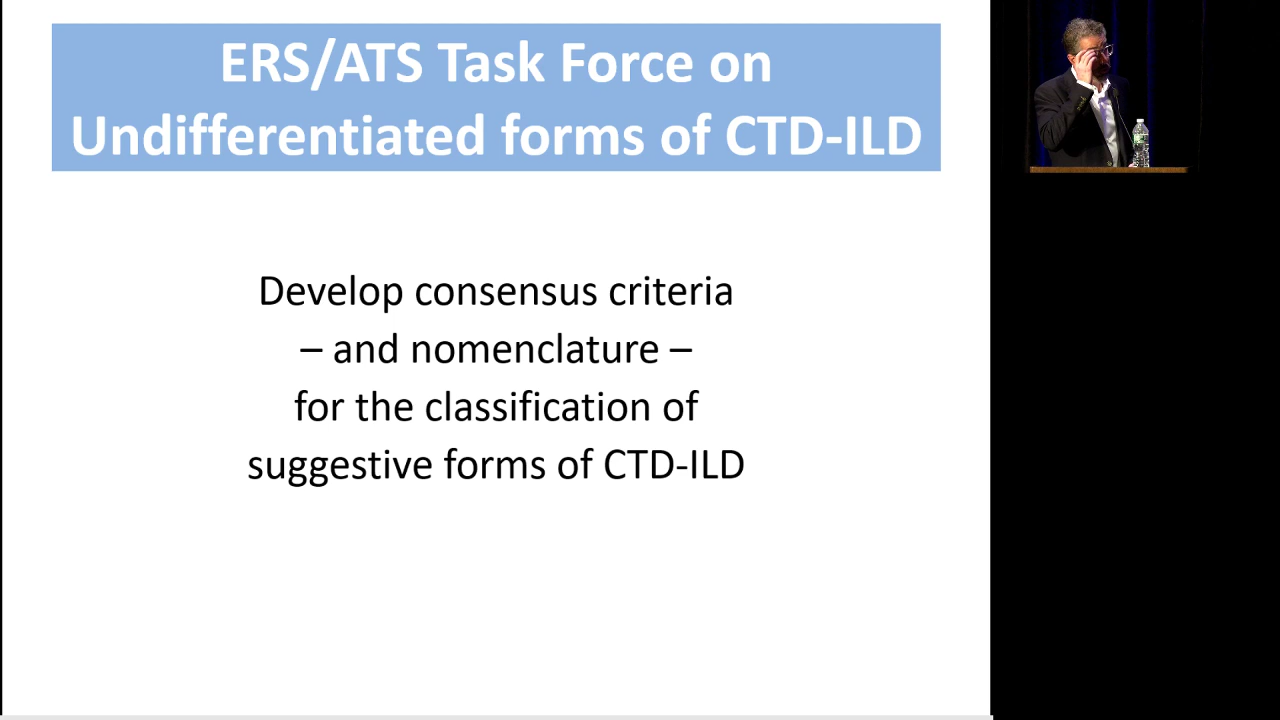 ERS/ATS Task Force on
Undifferentiated forms of CTD-ILD
Develop consensus criteria
– and nomenclature –
for the classification of
suggestive forms of CTD-ILD